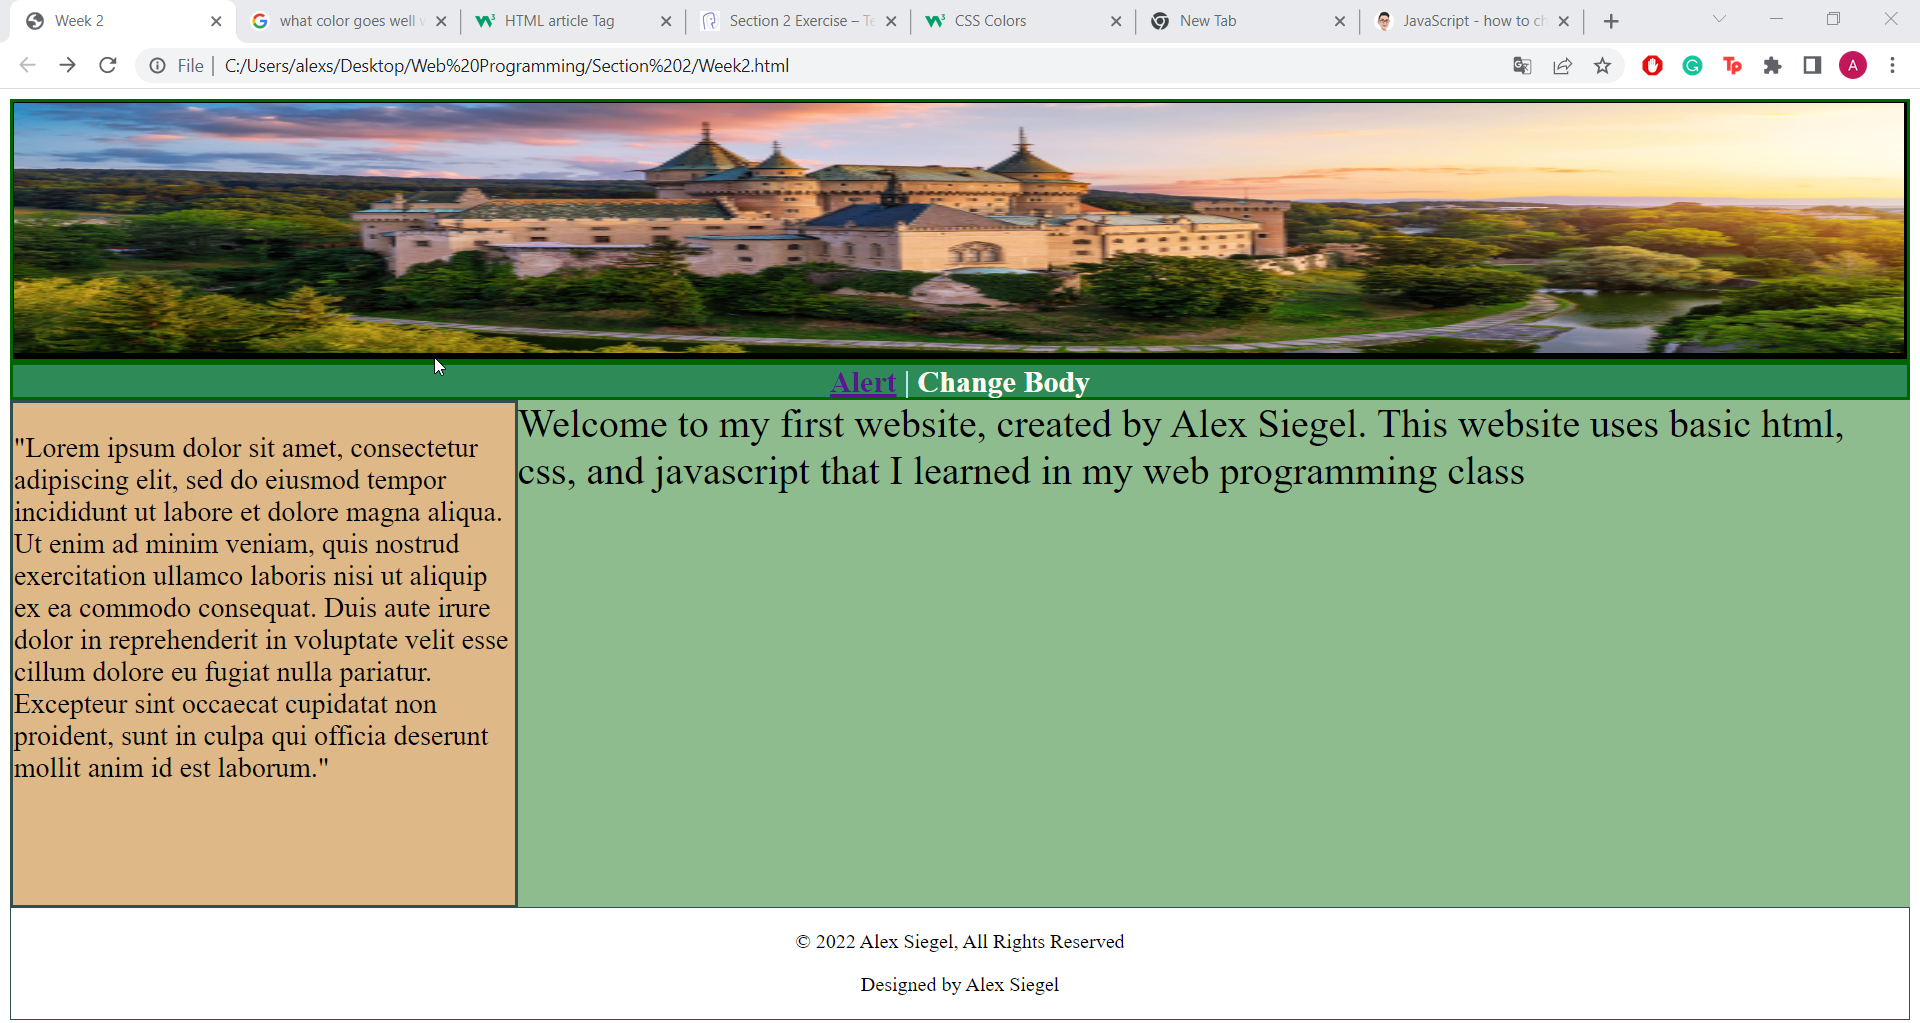 Week 2
what color goes well w
HTML article Tag
Section 2 Exercise – Te
CSS Colors
New Tab
JavaScript - how to ch
File | C:/Users/alexs/Desktop/Web%20Programming/Section%202/Week2.html
A
Alert | Change Body
"Lorem ipsum dolor sit amet, consectetur
adipiscing elit, sed do eiusmod tempor
incididunt ut labore et dolore magna aliqua.
Ut enim ad minim veniam, quis nostrud
exercitation ullamco laboris nisi ut aliquip
ex ea commodo consequat. Duis aute irure
dolor in reprehenderit in voluptate velit esse
cillum dolore eu fugiat nulla pariatur.
Excepteur sint occaecat cupidatat non
proident, sunt in culpa qui officia deserunt
mollit anim id est laborum."
Welcome to my first website, created by Alex Siegel. This website uses basic html,
css, and javascript that I learned in my web programming class
© 2022 Alex Siegel, All Rights Reserved
Designed by Alex Siegel